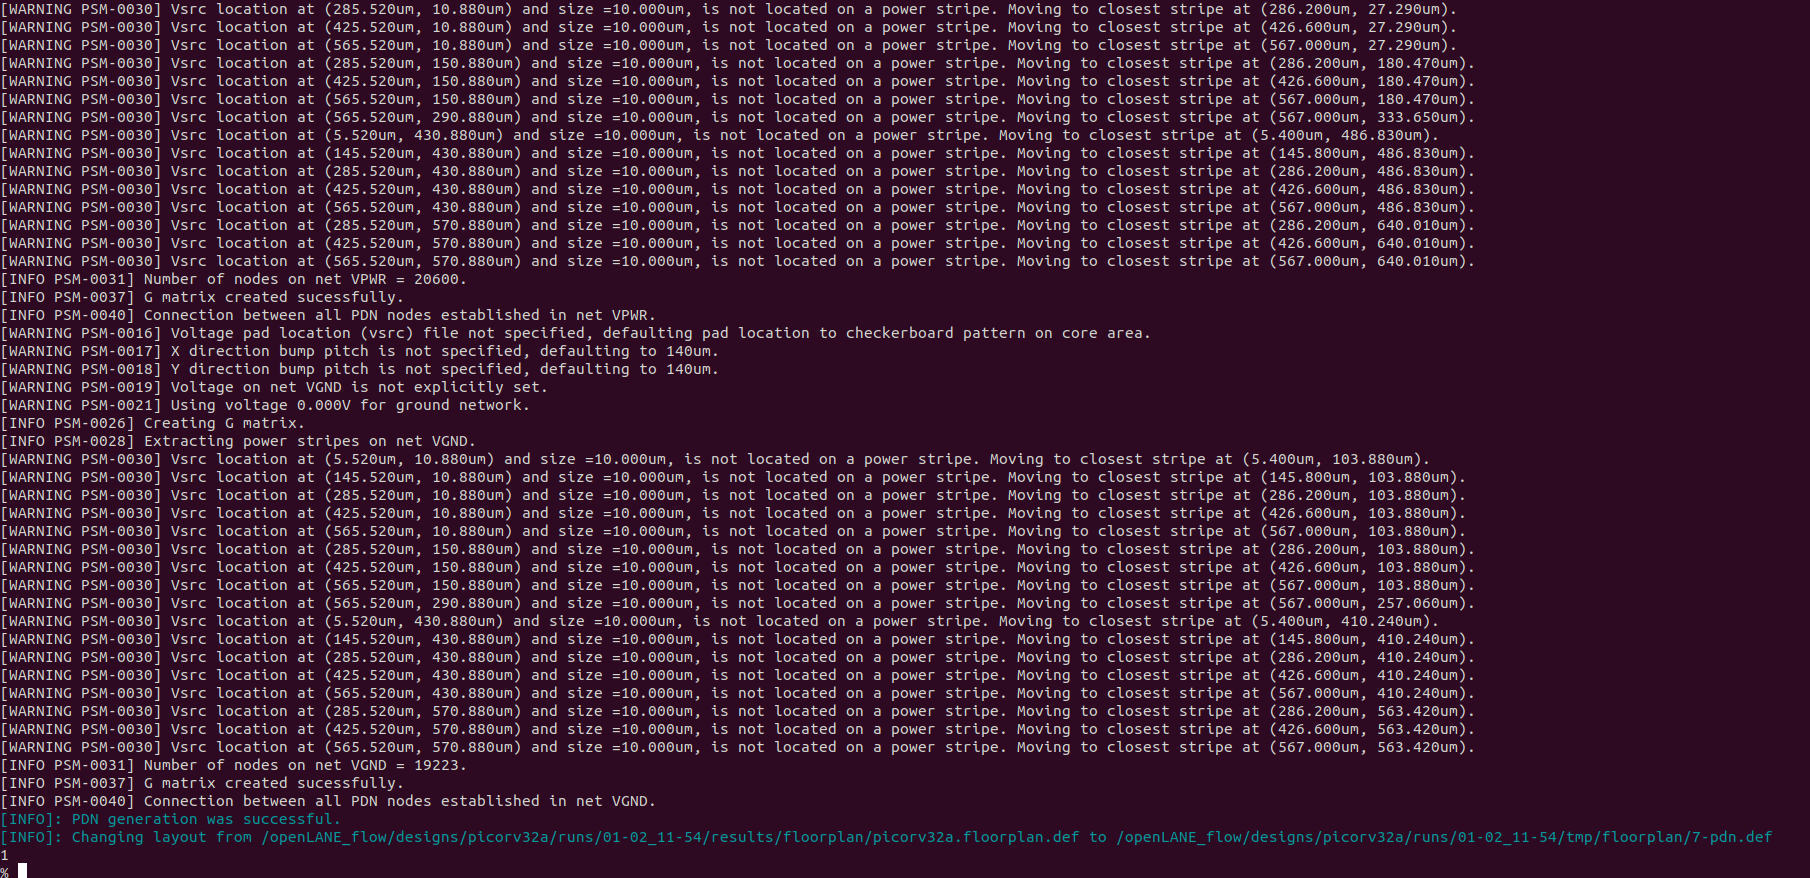 [WARNING PSM-0030] Vsrc location at (285.520um, 10.880um) and size =10.000um, is not located on a power stripe. Moving to closest stripe at (286.200um, 27.290um).
[WARNING PSM-0030] Vsrc location at (425.520um, 10.880um) and size =10.000um, is not located on a power stripe. Moving to closest stripe at (426.600um, 27.290um).
[WARNING PSM-0030] Vsrc location at (565.520um, 10.880um) and size =10.000um, is not located on a power stripe. Moving to closest stripe at (567.000um, 27.290um).
[WARNING PSM-0030] Vsrc location at (285.520um, 150.880um) and size =10.000um, is not located on a power stripe. Moving to closest stripe at (286.200um, 180.470um).
[WARNING PSM-0030] Vsrc location at (425.520um, 150.880um) and size =10.000um, is not located on a power stripe. Moving to closest stripe at (426.600um, 180.470um).
[WARNING PSM-0030] Vsrc location at (565.520um, 150.880um) and size =10.000um, is not located on a power stripe. Moving to closest stripe at (567.000um, 180.470um).
[WARNING PSM-0030] Vsrc location at (565.520um, 290.880um) and size =10.000um, is not located on a power stripe. Moving to closest stripe at (567.000um, 333.650um).
[WARNING PSM-0030] Vsrc location at (5.520um, 430.880um) and size =10.000um, is not located on a power stripe. Moving to closest stripe at (5.400um, 486.830um).
[WARNING PSM-0030] Vsrc location at (145.520um, 430.880um) and size =10.000um, is not located on a power stripe. Moving to closest stripe at (145.800um, 486.830um).
[WARNING PSM-0030] Vsrc location at (285.520um, 430.880um) and size =10.000um, is not located on a power stripe. Moving to closest stripe at (286.200um, 486.830um).
[WARNING PSM-0030] Vsrc location at (425.520um, 430.880um) and size =10.000um, is not located on a power stripe. Moving to closest stripe at (426.600um, 486.830um).
[WARNING PSM-0030] Vsrc location at (565.520um, 430.880um) and size =10.000um, is not located on a power stripe. Moving to closest stripe at (567.000um, 486.830um).
[WARNING PSM-0030] Vsrc location at (285.520um, 570.880um) and size =10.000um, is not located on a power stripe. Moving to closest stripe at (286.200um, 640.010um).
[WARNING PSM-0030] Vsrc location at (425.520um, 570.880um) and size =10.000um, is not located on a power stripe. Moving to closest stripe at (426.600um, 640.010um).
[WARNING PSM-0030] Vsrc location at (565.520um, 570.880um) and size =10.000um, is not located on a power stripe. Moving to closest stripe at (567.000um, 640.010um).
[INFO PSM-0031] Number of nodes on net VPWR = 20600.
[INFO PSM-0037] G matrix created sucessfully.
[INFO PSM-0040] Connection between all PDN nodes established in net VPWR.
[WARNING PSM-0016] Voltage pad location (vsrc) file not specified, defaulting pad location to checkerboard pattern on core area.
[WARNING PSM-0017] X direction bump pitch is not specified, defaulting to 140um.
[WARNING PSM-0018] Y direction bump pitch is not specified, defaulting to 140um.
[WARNING PSM-0019] Voltage on net VGND is not explicitly set.
[WARNING PSM-0021] Using voltage 0.000V for ground network.
[INFO PSM-0026] Creating G matrix.
[INFO PSM-0028] Extracting power stripes on net VGND.
[WARNING PSM-0030] Vsrc location at (5.520um, 10.880um) and size =10.000um, is not located on a power stripe. Moving to closest stripe at (5.400um, 103.880um).
[WARNING PSM-0030] Vsrc location at (145.520um, 10.880um) and size =10.000um, is not located on a power stripe. Moving to closest stripe at (145.800um, 103.880um).
[WARNING PSM-0030] Vsrc location at (285.520um, 10.880um) and size =10.000um, is not located on a power stripe. Moving to closest stripe at (286.200um, 103.880um).
[WARNING PSM-0030] Vsrc location at (425.520um, 10.880um) and size =10.000um, is not located on a power stripe. Moving to closest stripe at (426.600um, 103.880um).
[WARNING PSM-0030] Vsrc location at (565.520um, 10.880um) and size =10.000um, is not located on a power stripe. Moving to closest stripe at (567.000um, 103.880um).
[WARNING PSM-0030] Vsrc location at (285.520um, 150.880um) and size =10.000um, is not located on a power stripe. Moving to closest stripe at (286.200um, 103.880um).
[WARNING PSM-0030] Vsrc location at (425.520um, 150.880um) and size =10.000um, is not located on a power stripe. Moving to closest stripe at (426.600um, 103.880um).
[WARNING PSM-0030] Vsrc location at (565.520um, 150.880um) and size =10.000um, is not located on a power stripe. Moving to closest stripe at (567.000um, 103.880um).
[WARNING PSM-0030] Vsrc location at (565.520um, 290.880um) and size =10.000um, is not located on a power stripe. Moving to closest stripe at (567.000um, 257.060um).
[WARNING PSM-0030] Vsrc location at (5.520um, 430.880um) and size =10.000um, is not located on a power stripe. Moving to closest stripe at (5.400um, 410.240um).
[WARNING PSM-0030] Vsrc location at (145.520um, 430.880um) and size =10.000um, is not located on a power stripe. Moving to closest stripe at (145.800um, 410.240um).
[WARNING PSM-0030] Vsrc location at (285.520um, 430.880um) and size =10.000um, is not located on a power stripe. Moving to closest stripe at (286.200um, 410.240um).
[WARNING PSM-0030] Vsrc location at (425.520um, 430.880um) and size =10.000um, is not located on a power stripe. Moving to closest stripe at (426.600um, 410.240um).
[WARNING PSM-0030] Vsrc location at (565.520um, 430.880um) and size =10.000um, is not located on a power stripe. Moving to closest stripe at (567.000um, 410.240um).
[WARNING PSM-0030] Vsrc location at (285.520um, 570.880um) and size =10.000um, is not located on a power stripe. Moving to closest stripe at (286.200um, 563.420um).
[WARNING PSM-0030] Vsrc location at (425.520um, 570.880um) and size =10.000um, is not located on a power stripe. Moving to closest stripe at (426.600um, 563.420um).
[WARNING PSM-0030] Vsrc location at (565.520um, 570.880um) and size =10.000um, is not located on a power stripe. Moving to closest stripe at (567.000um, 563.420um).
[INFO PSM-0031] Number of nodes on net VGND = 19223.
[INFO PSM-0037] G matrix created sucessfully.
[INFO PSM-0040] Connection between all PDN nodes established in net VGND.
[INFO]: PDN generation was successful.
[INFO]: Changing layout from /openLANE_flow/designs/picorv32a/runs/01-02_11-54/results/floorplan/picorv32a.floorplan.def to /openLANE_flow/designs/picorv32a/runs/01-02_11-54/tmp/floorplan/7-pdn.def
1
%